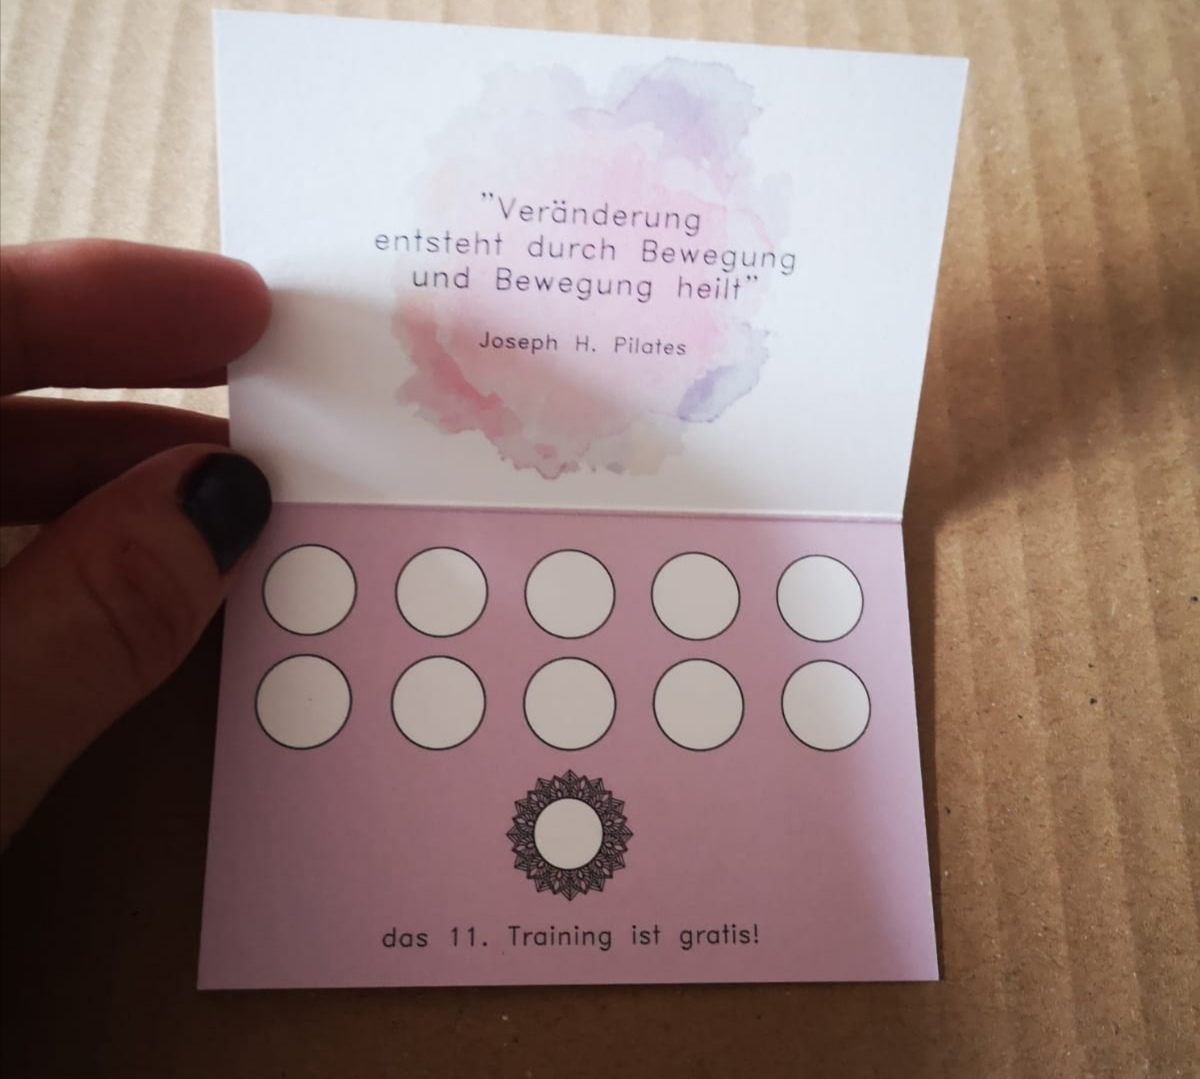 "Veränderung
entsteht durch Bewegung
und Bewegung heilt"
Joseph H. Pilates
das 11. Training ist gratis!